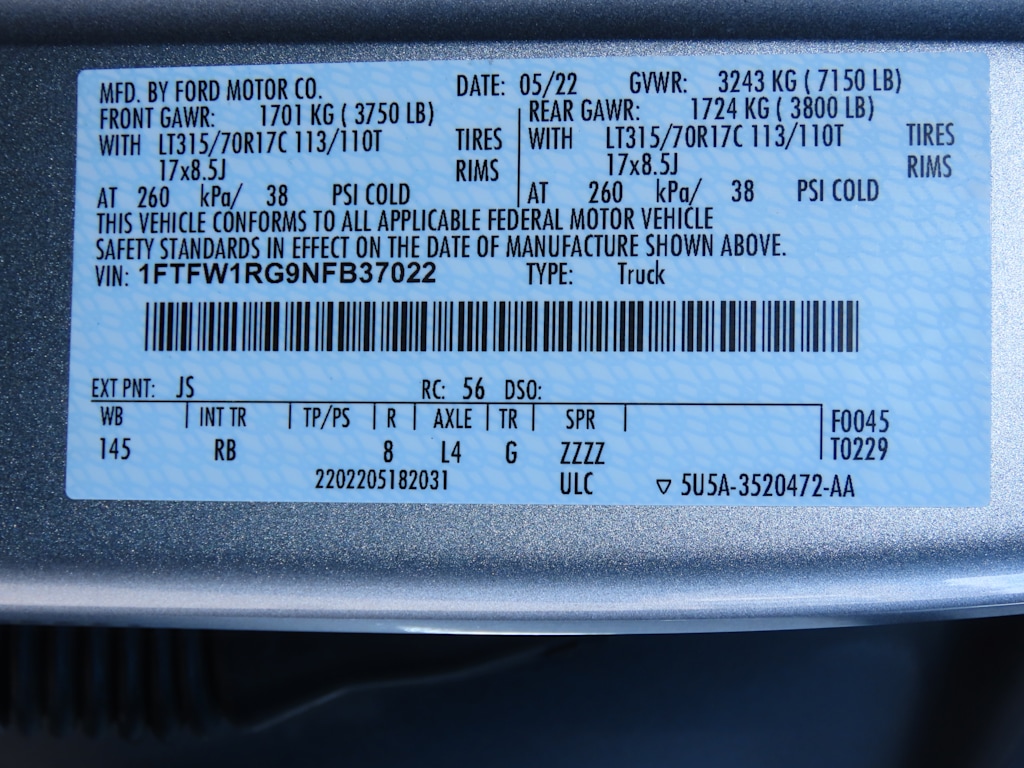 MFD. BY FORD MOTOR CO. DATE: 05/22 GVWR: 3243 KG ( 7150 LB)
FRONT GAWR: 1701 KG ( 3750 LB) REAR GAWR: 1724 KG ( 3800 LB)
WITH LT315/70R17C 113/110T TIRES WITH LT315/70R17C 113/110T TIRES
17x8.5J RIMS 17x8.5J RIMS
AT 260 kPa/ 38 PSI COLD AT 260 kPa/ 38 PSI COLD
THIS VEHICLE CONFORMS TO ALL APPLICABLE FEDERAL MOTOR VEHICLE
SAFETY STANDARDS IN EFFECT ON THE DATE OF MANUFACTURE SHOWN ABOVE.
VIN: 1FTFW1RG9NFB37022 TYPE: Truck
EXT PNT: JS RC: 56 DSO:
WB INT TR TP/PS R AXLE TR SPR F0045
145 RB 8 L4 G ZZZZ T0229
2202205182031 ULC ▽ 5U5A-3520472-AA